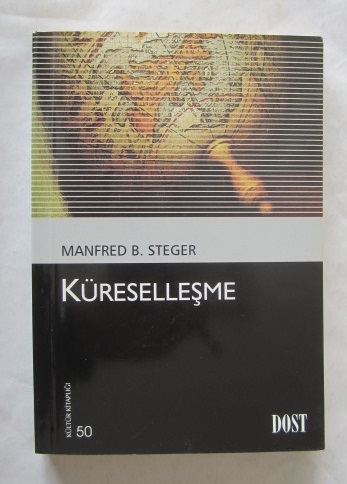 MANFRED B. STEGER
KÜRESELLEŞME
KÜLTÜR KİTAPLIĞI 50
DOST